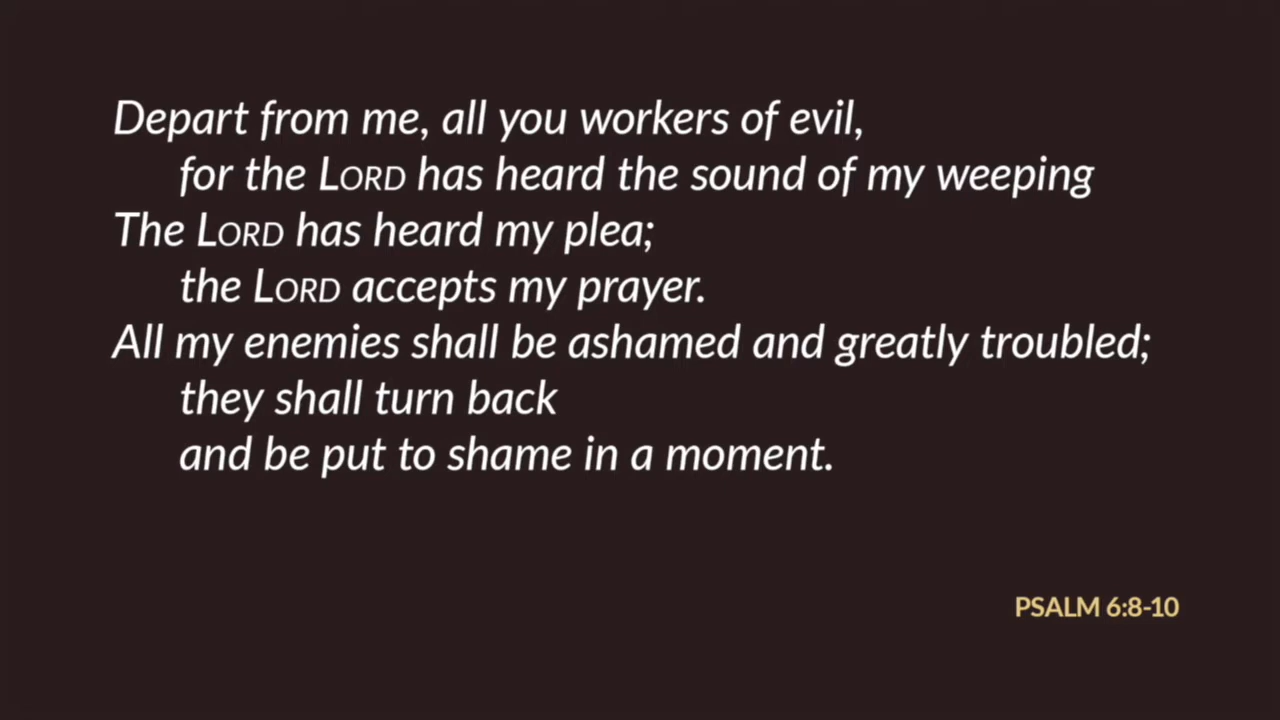 Depart from me, all you workers of evil,
for the LORD has heard the sound of my weeping
The LORD has heard my plea;
the LORD accepts my prayer.
All my enemies shall be ashamed and greatly troubled;
they shall turn back
and be put to shame in a moment.
PSALM 6:8-10